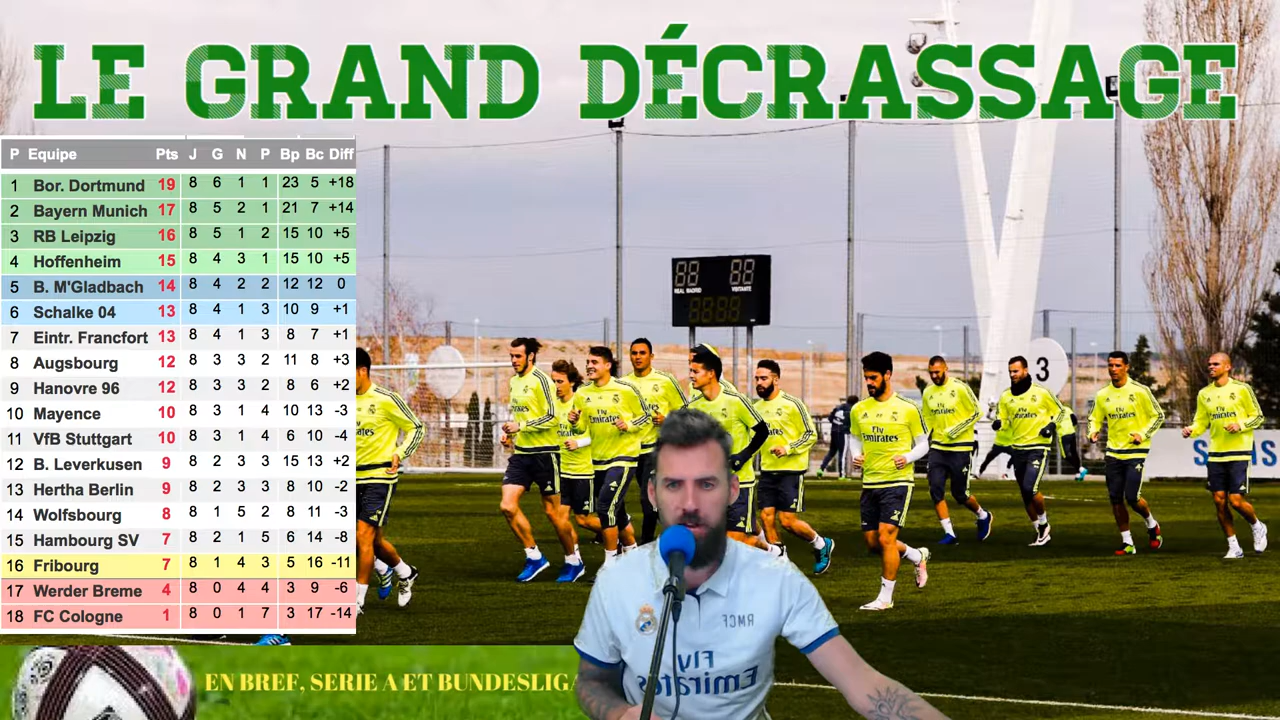 LE GRAND DÉCRASSAGE
P Equipe Pts J G N P Bp Bc Diff
1 Bor. Dortmund 19 8 6 1 1 23 5 +18
2 Bayern Munich 17 8 5 2 1 21 7 +14
3 RB Leipzig 16 8 5 1 2 15 10 +5
4 Hoffenheim 15 8 4 3 1 15 10 +5
5 B. M'Gladbach 14 8 4 2 2 12 12 0
6 Schalke 04 13 8 4 1 3 10 9 +1
7 Eintr. Francfort 13 8 4 1 3 8 7 +1
8 Augsbourg 12 8 3 3 2 11 8 +3
9 Hanovre 96 12 8 3 3 2 8 6 +2
10 Mayence 10 8 3 1 4 10 13 -3
11 VfB Stuttgart 10 8 3 1 4 6 10 -4
12 B. Leverkusen 9 8 2 3 3 15 13 +2
13 Hertha Berlin 9 8 2 3 3 8 10 -2
14 Wolfsbourg 8 8 1 5 2 8 11 -3
15 Hambourg SV 7 8 2 1 5 6 14 -8
16 Fribourg 7 8 1 4 3 5 16 -11
17 Werder Breme 4 8 0 4 4 3 9 -6
18 FC Cologne 1 8 0 1 7 3 17 -14
88 88
REAL MADRID VISITANTE
88:88
3
Fly Emirates
RMCF
Fly
Emirates
EN BREF, SERIE A ET BUNDESLIGA